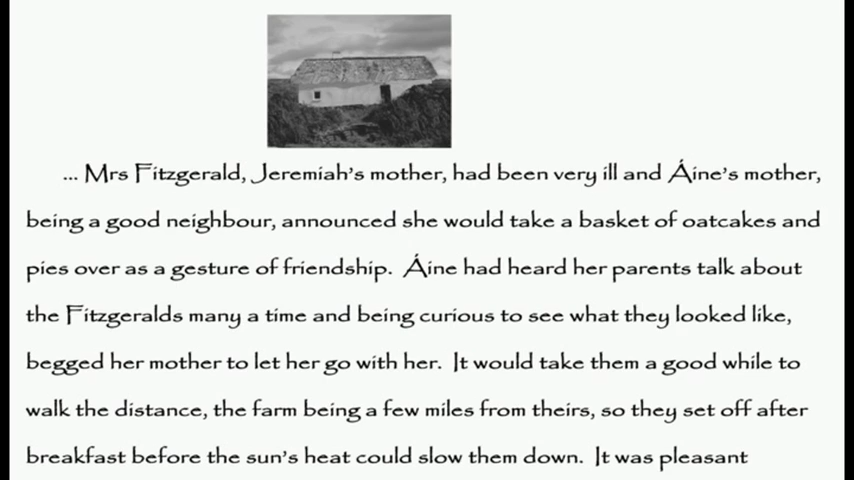 ... Mrs Fitzgerald, Jeremiah's mother, had been very ill and Áine's mother,
being a good neighbour, announced she would take a basket of oatcakes and
pies over as a gesture of friendship.  Áine had heard her parents talk about
the Fitzgeralds many a time and being curious to see what they looked like,
begged her mother to let her go with her.  It would take them a good while to
walk the distance, the farm being a few miles from theirs, so they set off after
breakfast before the sun's heat could slow them down.  It was pleasant